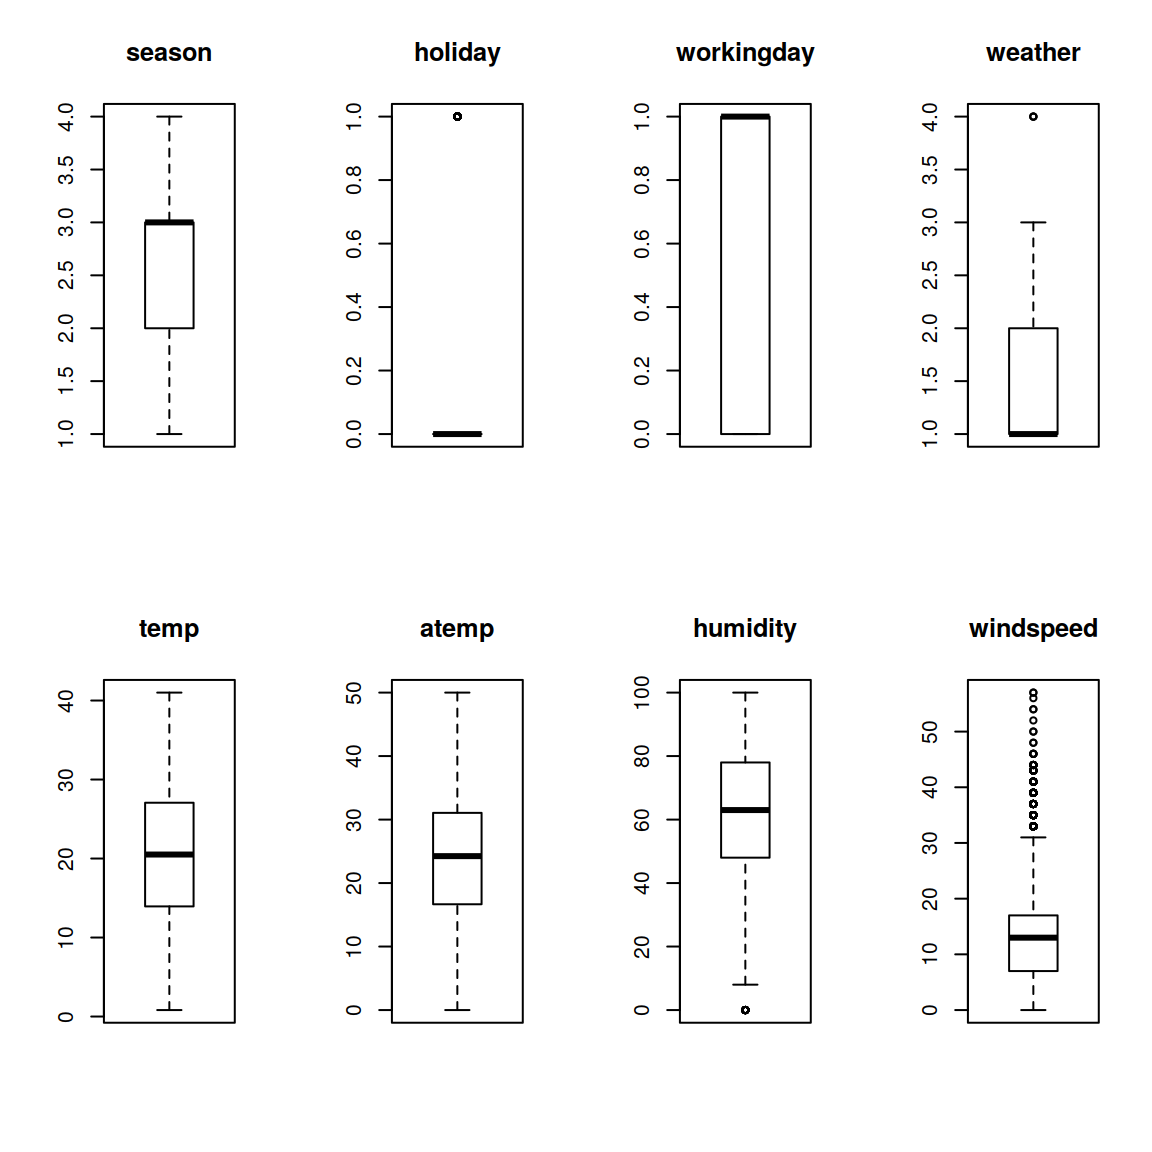 season holiday workingday weather
4.0 3.5 3.0 2.5 2.0 1.5 1.0
1.0 0.8 0.6 0.4 0.2 0.0
1.0 0.8 0.6 0.4 0.2 0.0
4.0 3.5 3.0 2.5 2.0 1.5 1.0
temp atemp humidity windspeed
40 30 20 10 0
50 40 30 20 10 0
100 80 60 40 20 0
50 40 30 20 10 0